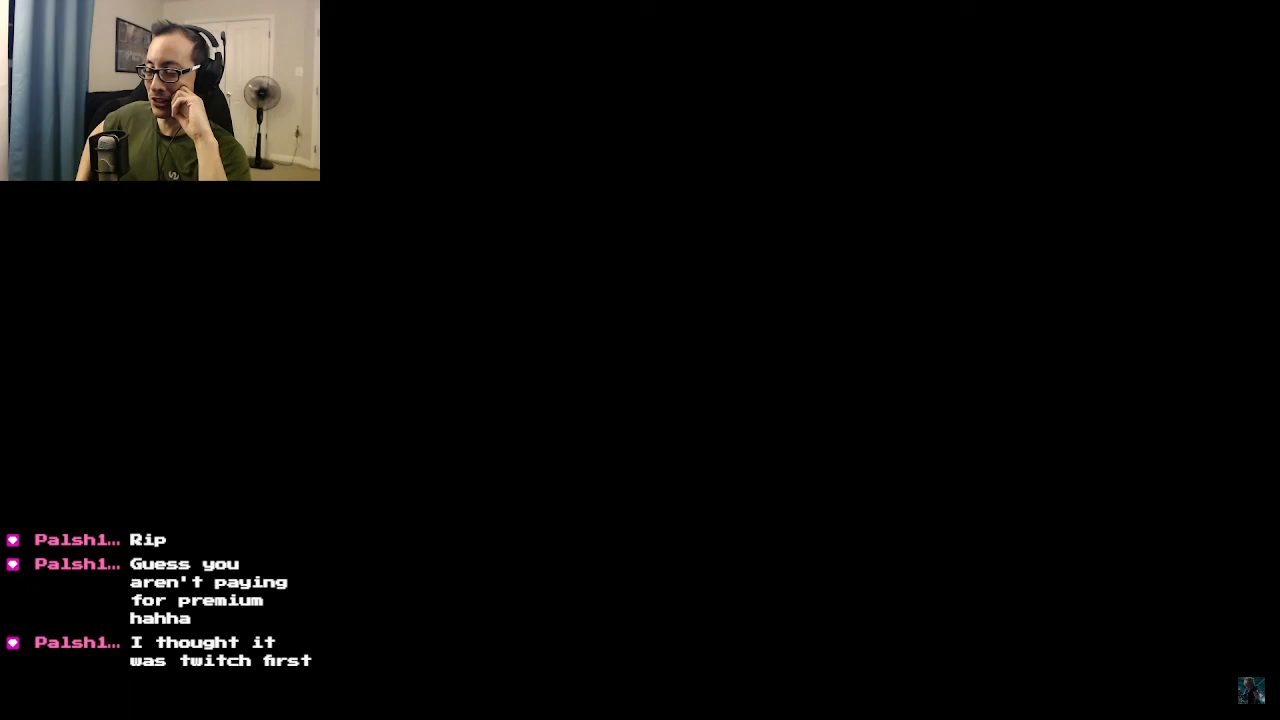 Palsh1... Rip
Palsh1... Guess you
aren't paying
for premium
hahha
Palsh1... I thought it
was twitch first